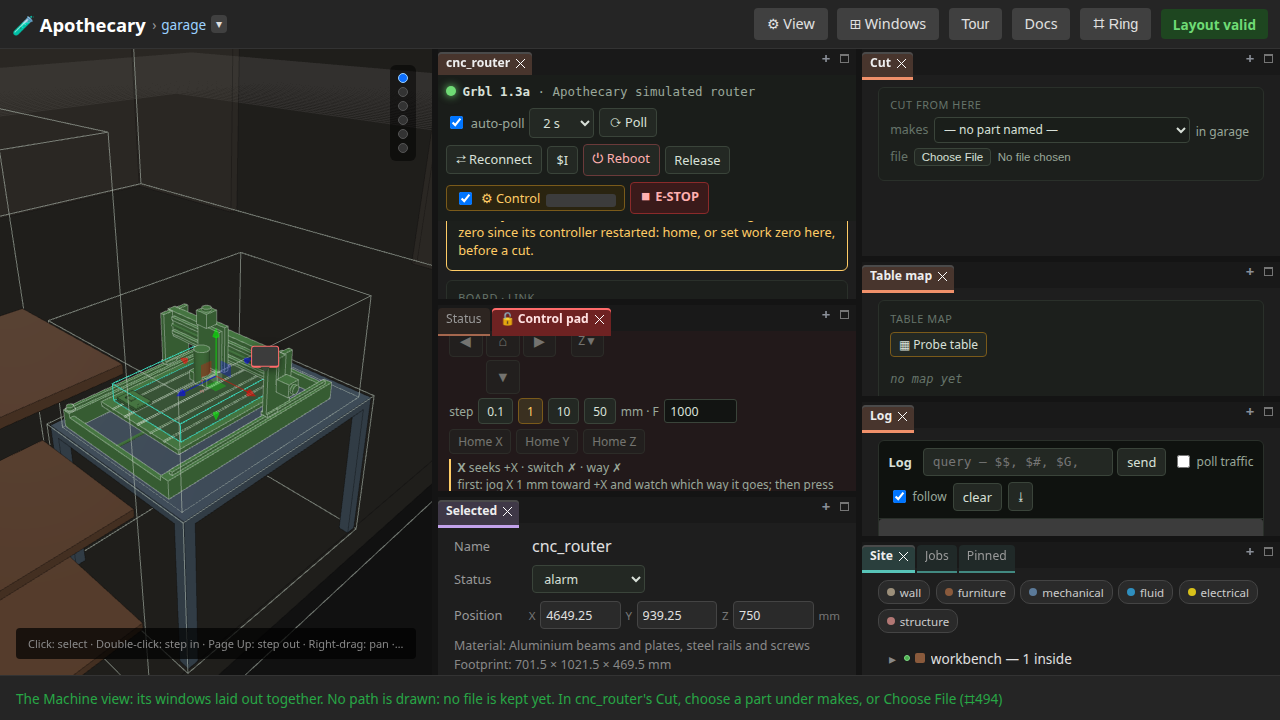 🧪 Apothecary › garage ▾
⚙ View
⊞ Windows
Tour
Docs
⌗ Ring
Layout valid
cnc_router
Grbl 1.3a · Apothecary simulated router
auto-poll 2 s ⟳ Poll
⇄ Reconnect $I ⏻ Reboot Release
⚙ Control ■ E-STOP
zero since its controller restarted: home, or set work zero here,
before a cut.
BOARD · LINK
Status 🔓 Control pad
◀ ⌂ ▶ Z▼
▼
step 0.1 1 10 50 mm · F 1000
Home X Home Y Home Z
X seeks +X · switch ✗ · way ✗
first: jog X 1 mm toward +X and watch which way it goes; then press
Selected
Name cnc_router
Status alarm
Position X 4649.25 Y 939.25 Z 750 mm
Material: Aluminium beams and plates, steel rails and screws
Footprint: 701.5 × 1021.5 × 469.5 mm
Cut
CUT FROM HERE
makes — no part named — in garage
file Choose File No file chosen
Table map
TABLE MAP
▦ Probe table
no map yet
Log
Log query — $$, $#, $G, send poll traffic
follow clear ⭳
Site Jobs Pinned
wall furniture mechanical fluid electrical
structure
▸ workbench — 1 inside
Click: select · Double-click: step in · Page Up: step out · Right-drag: pan ·…
The Machine view: its windows laid out together. No path is drawn: no file is kept yet. In cnc_router's Cut, choose a part under makes, or Choose File (⌗494)